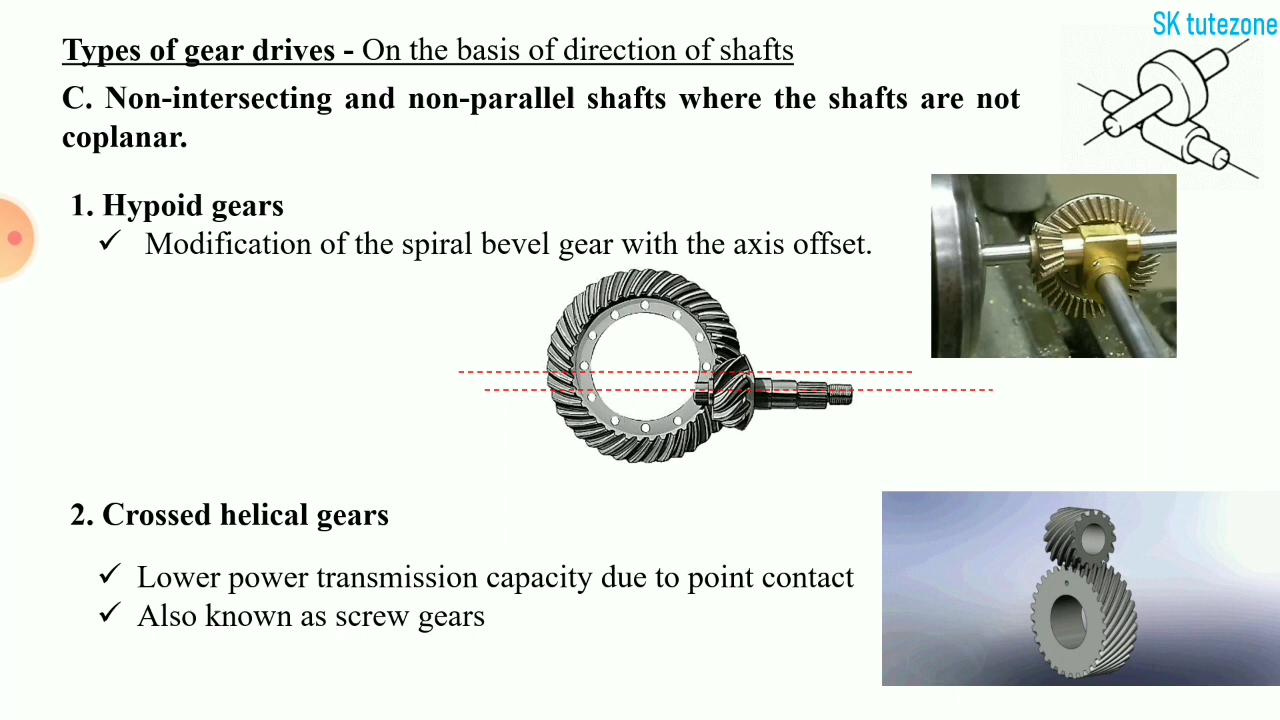 SK tutezone
Types of gear drives - On the basis of direction of shafts
C. Non-intersecting and non-parallel shafts where the shafts are not
coplanar.
1. Hypoid gears
✓ Modification of the spiral bevel gear with the axis offset.
2. Crossed helical gears
✓ Lower power transmission capacity due to point contact
✓ Also known as screw gears